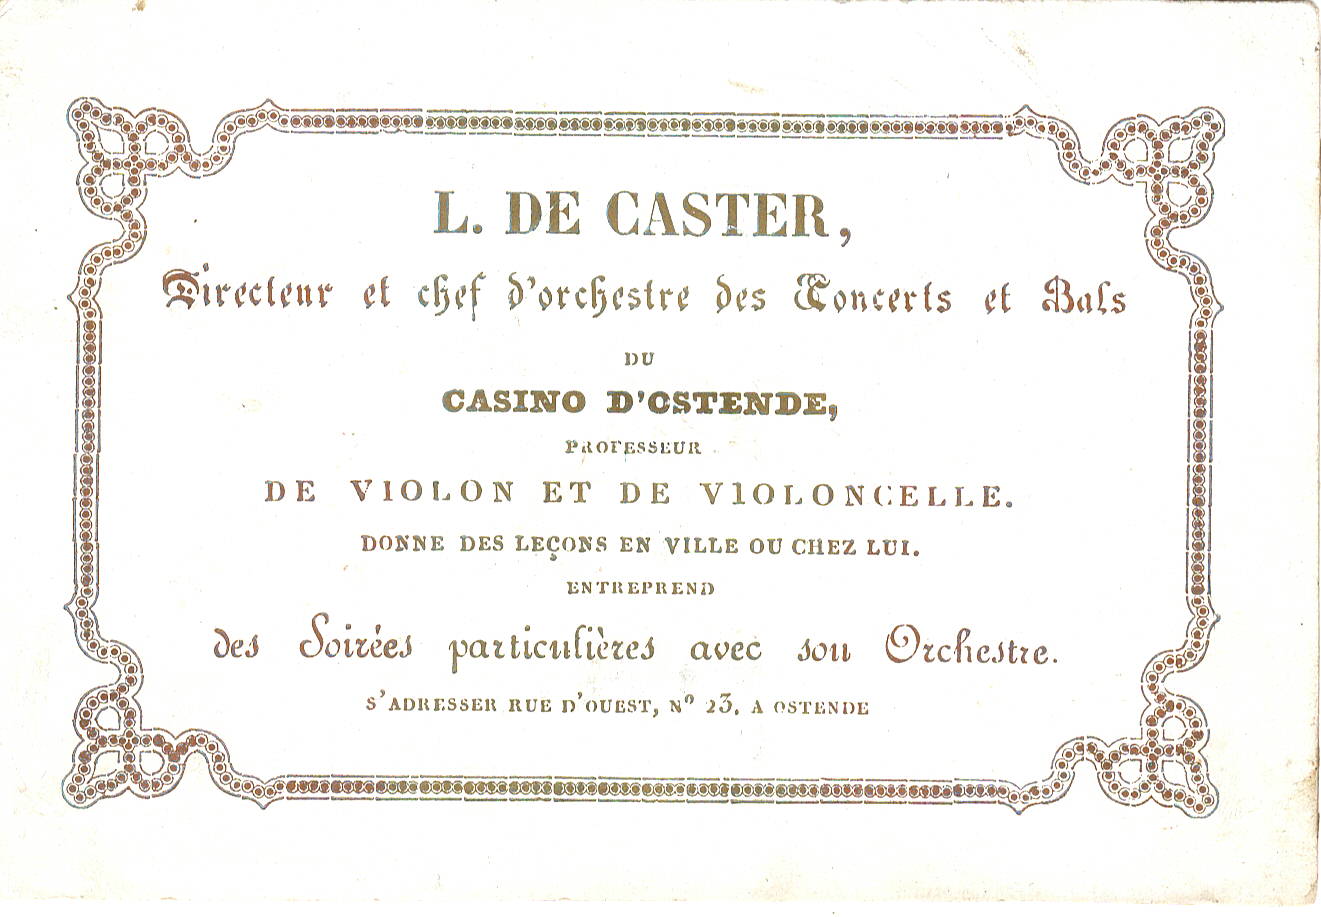 L. DE CASTER,
Directeur et chef d'orchestre des Concerts et Bals
DU
CASINO D'OSTENDE,
PROFESSEUR
DE VIOLON ET DE VIOLONCELLE.
DONNE DES LEÇONS EN VILLE OU CHEZ LUI.
ENTREPREND
des Soirées particulières avec son Orchestre.
S'ADRESSER RUE D'OUEST, Nº 23, A OSTENDE